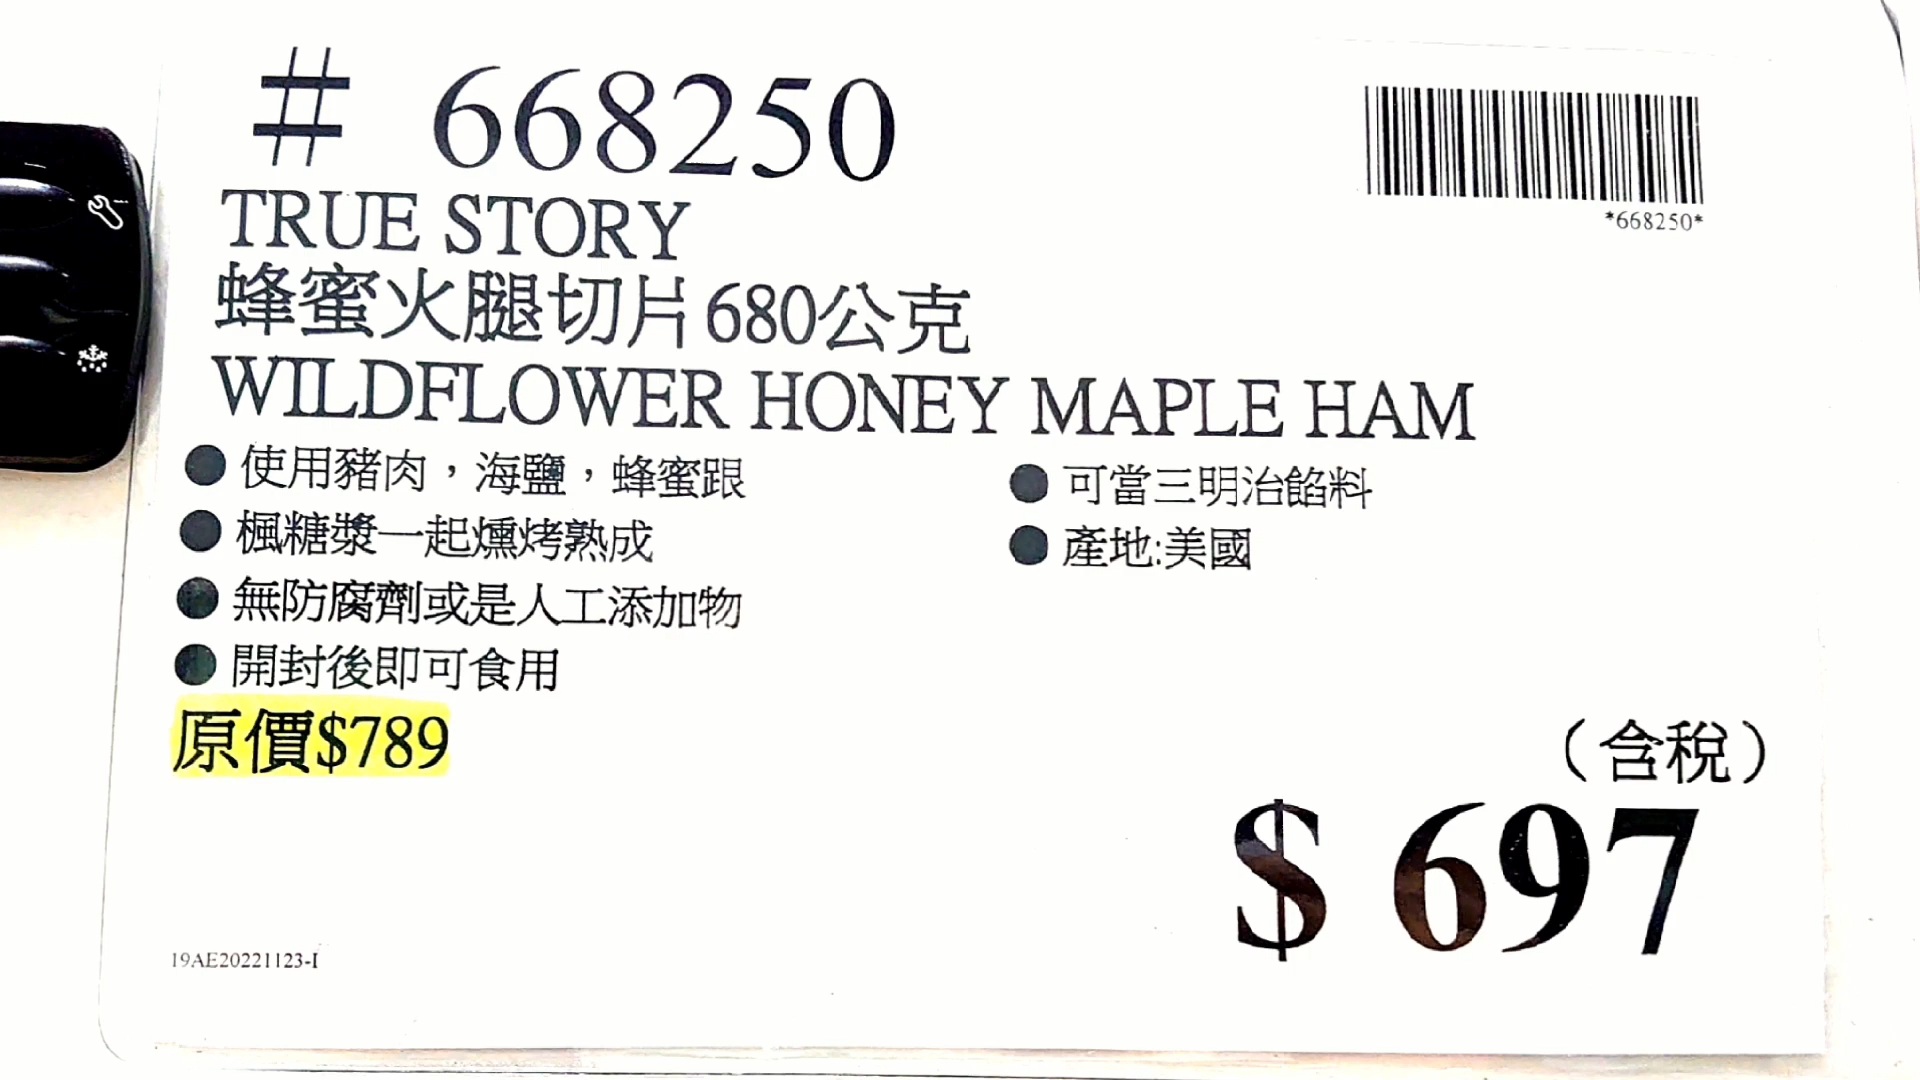 # 668250
*668250*
TRUE STORY
蜂蜜火腿切片680公克
WILDFLOWER HONEY MAPLE HAM
● 使用豬肉，海鹽，蜂蜜跟
● 楓糖漿一起燻烤熟成
● 無防腐劑或是人工添加物
● 開封後即可食用
● 可當三明治餡料
● 產地:美國
原價$789
（含稅）
$ 697
19AE20221123-I